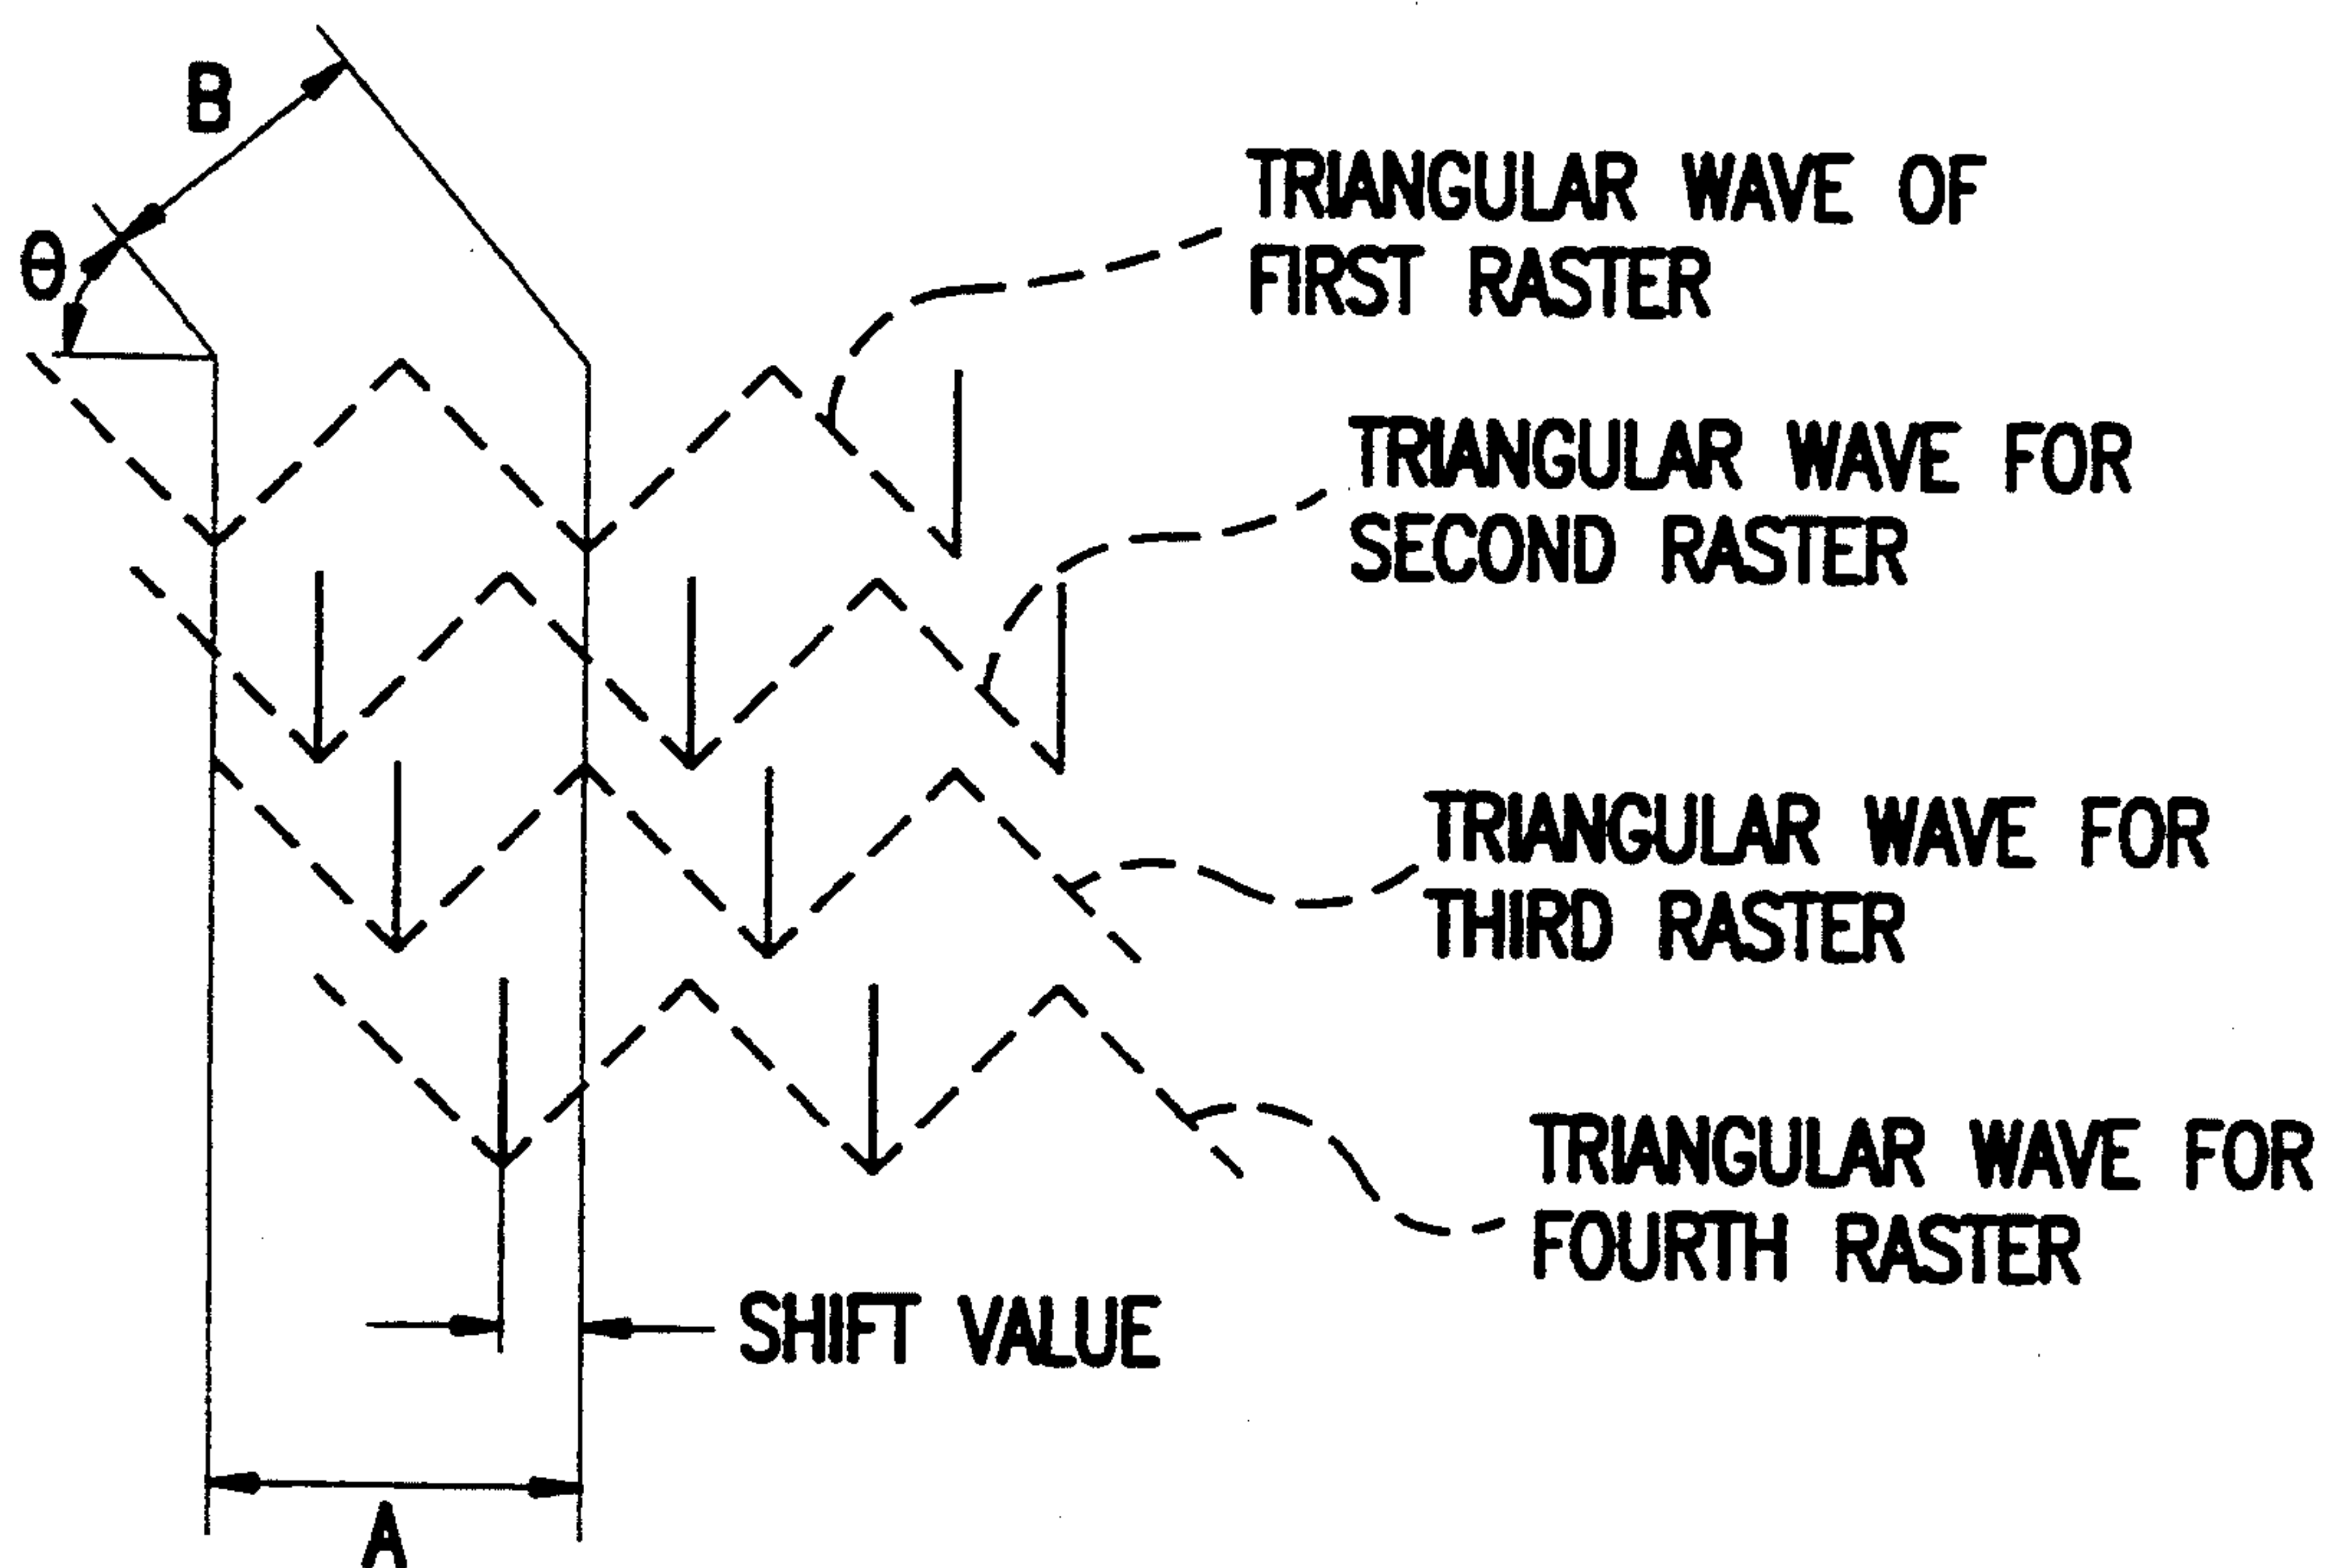 B
θ
TRIANGULAR WAVE OF
FIRST RASTER
TRIANGULAR WAVE FOR
SECOND RASTER
TRIANGULAR WAVE FOR
THIRD RASTER
TRIANGULAR WAVE FOR
FOURTH RASTER
SHIFT VALUE
A